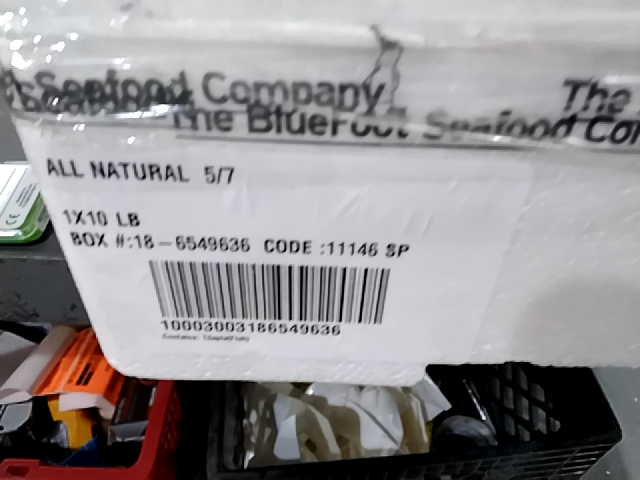 Seafood Company
The
The BlueFoot Seafood Com
ALL NATURAL 5/7
1X10 LB
BOX #:18-6549636 CODE :11146 SP
10003003186549636